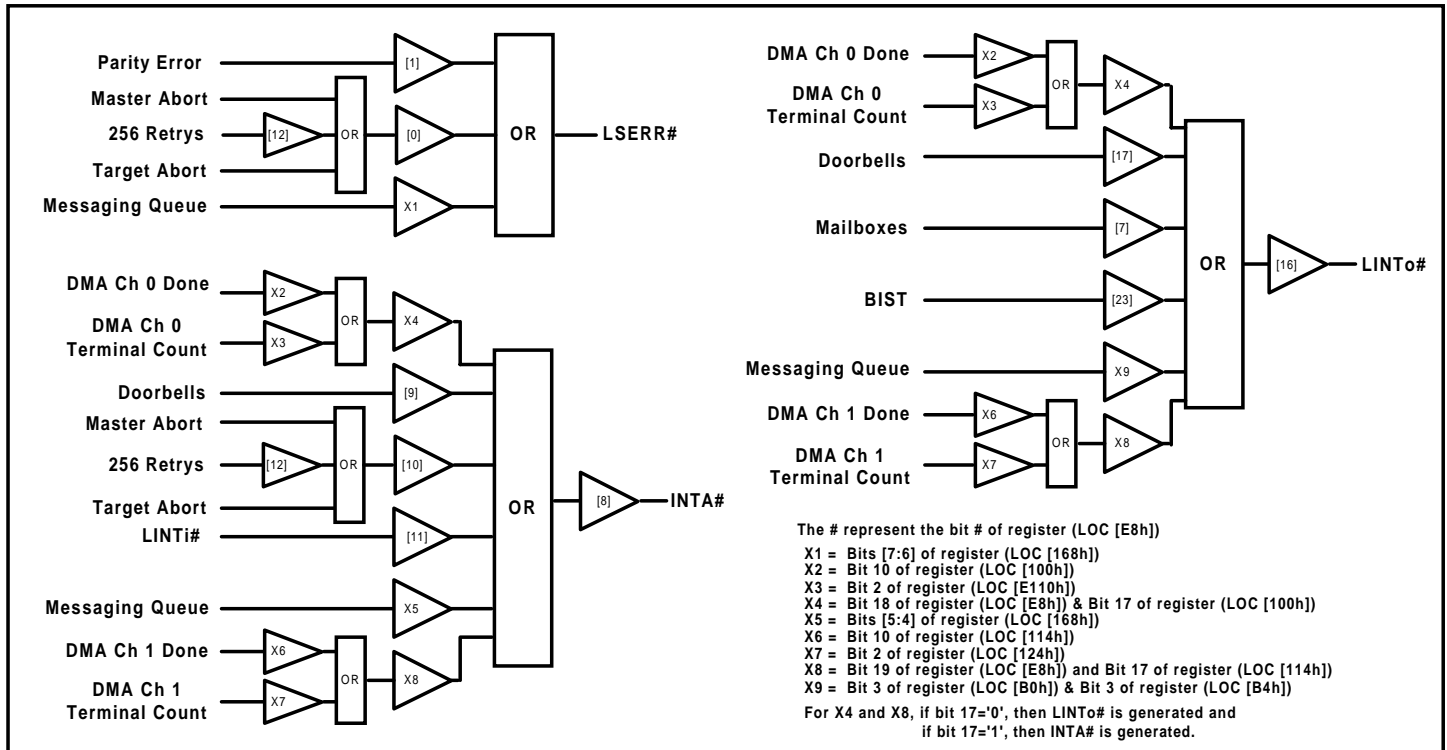 Parity Error
[1]
Master Abort
256 Retrys
[12]
OR
[0]
OR
LSERR#
Target Abort
Messaging Queue
X1
DMA Ch 0 Done
X2
OR
X4
DMA Ch 0
Terminal Count
X3
Doorbells
[9]
Master Abort
256 Retrys
[12]
OR
[10]
Target Abort
LINTi#
[11]
OR
[8]
INTA#
Messaging Queue
X5
DMA Ch 1 Done
X6
OR
X8
DMA Ch 1
Terminal Count
X7
DMA Ch 0 Done
X2
OR
X4
DMA Ch 0
Terminal Count
X3
Doorbells
[17]
Mailboxes
[7]
OR
[16]
LINTo#
BIST
[23]
Messaging Queue
X9
DMA Ch 1 Done
X6
OR
X8
DMA Ch 1
Terminal Count
X7
The # represent the bit # of register (LOC [E8h])
X1 = Bits [7:6] of register (LOC [168h])
X2 = Bit 10 of register (LOC [100h])
X3 = Bit 2 of register (LOC [E110h])
X4 = Bit 18 of register (LOC [E8h]) & Bit 17 of register (LOC [100h])
X5 = Bits [5:4] of register (LOC [168h])
X6 = Bit 10 of register (LOC [114h])
X7 = Bit 2 of register (LOC [124h])
X8 = Bit 19 of register (LOC [E8h]) and Bit 17 of register (LOC [114h])
X9 = Bit 3 of register (LOC [B0h]) & Bit 3 of register (LOC [B4h])
For X4 and X8, if bit 17='0', then LINTo# is generated and
if bit 17='1', then INTA# is generated.